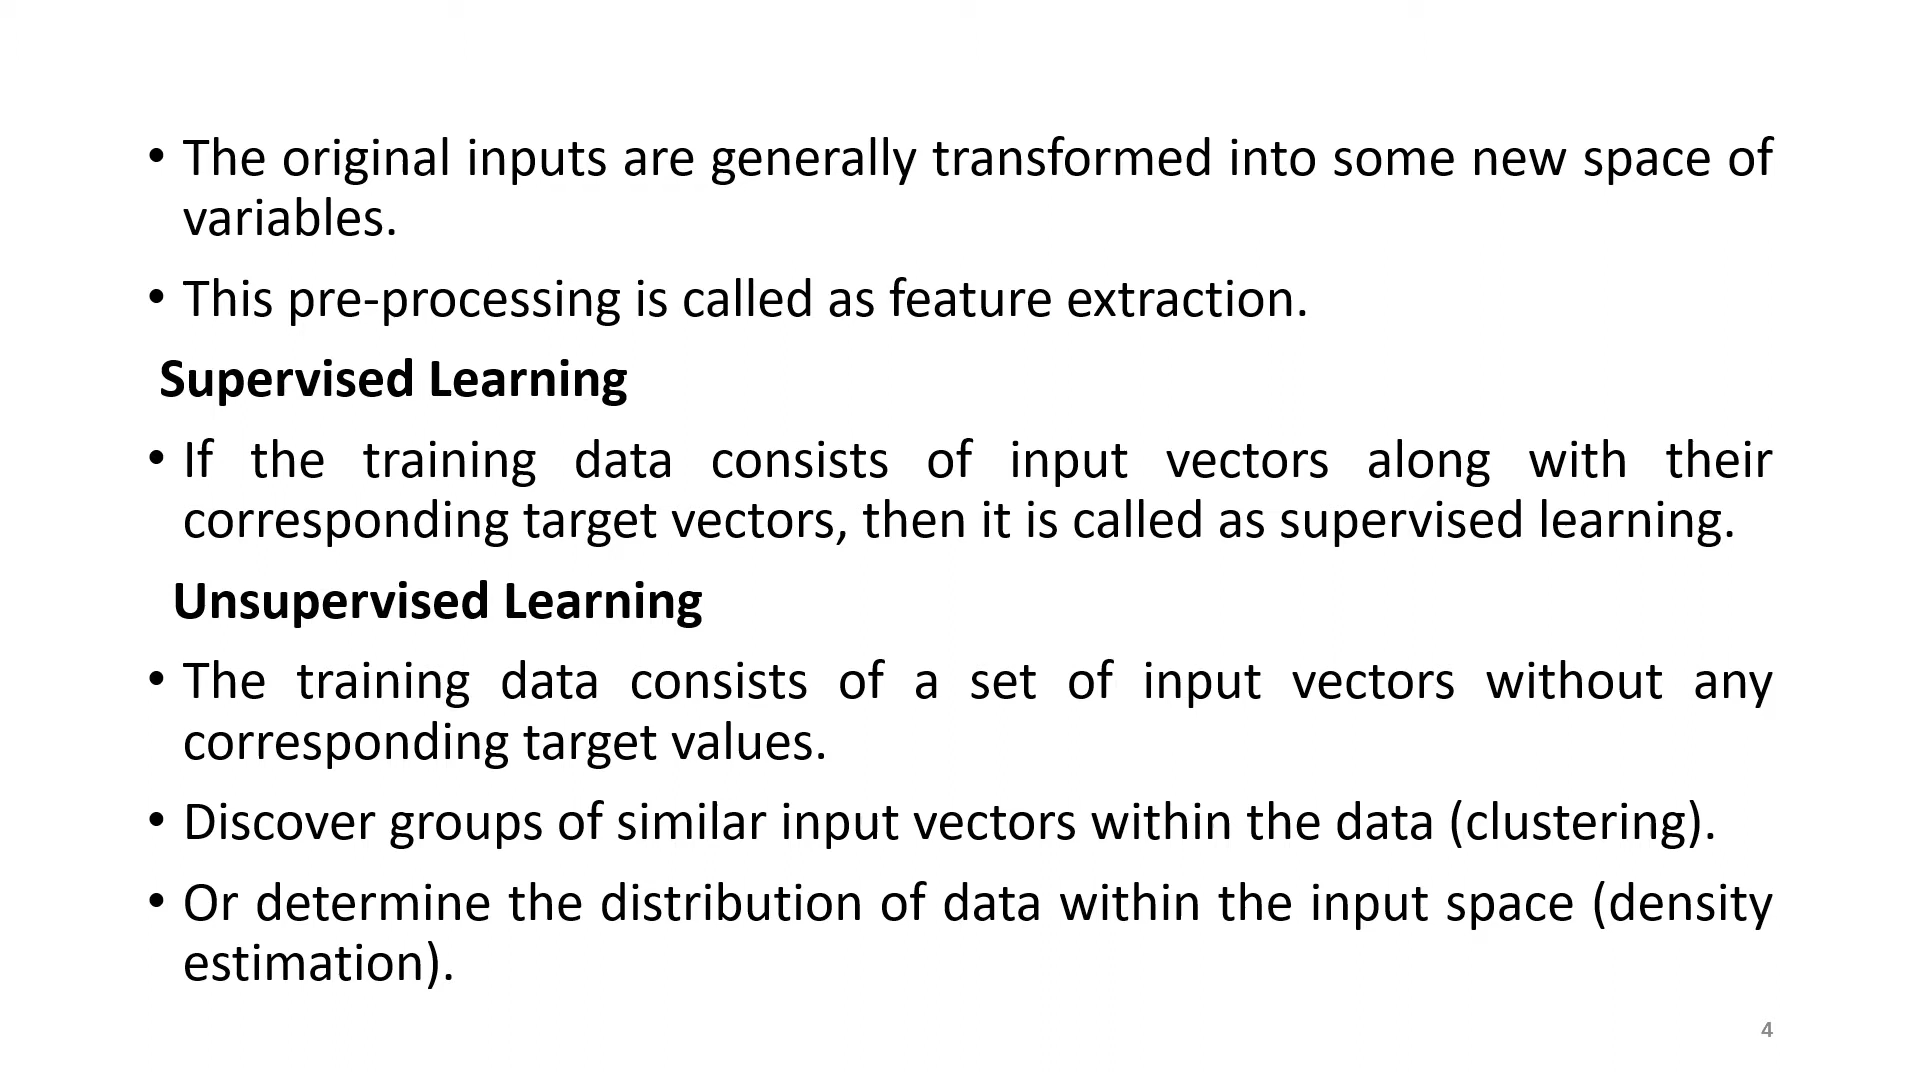 • The original inputs are generally transformed into some new space of
variables.
• This pre-processing is called as feature extraction.
Supervised Learning
• If the training data consists of input vectors along with their
corresponding target vectors, then it is called as supervised learning.
Unsupervised Learning
• The training data consists of a set of input vectors without any
corresponding target values.
• Discover groups of similar input vectors within the data (clustering).
• Or determine the distribution of data within the input space (density
estimation).
4